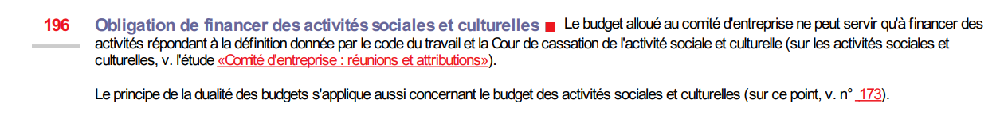 196 Obligation de financer des activités sociales et culturelles ■ Le budget alloué au comité d'entreprise ne peut servir qu'à financer des
activités répondant à la définition donnée par le code du travail et la Cour de cassation de l'activité sociale et culturelle (sur les activités sociales et
culturelles, v. l'étude «Comité d'entreprise : réunions et attributions»).
Le principe de la dualité des budgets s'applique aussi concernant le budget des activités sociales et culturelles (sur ce point, v. n° 173).